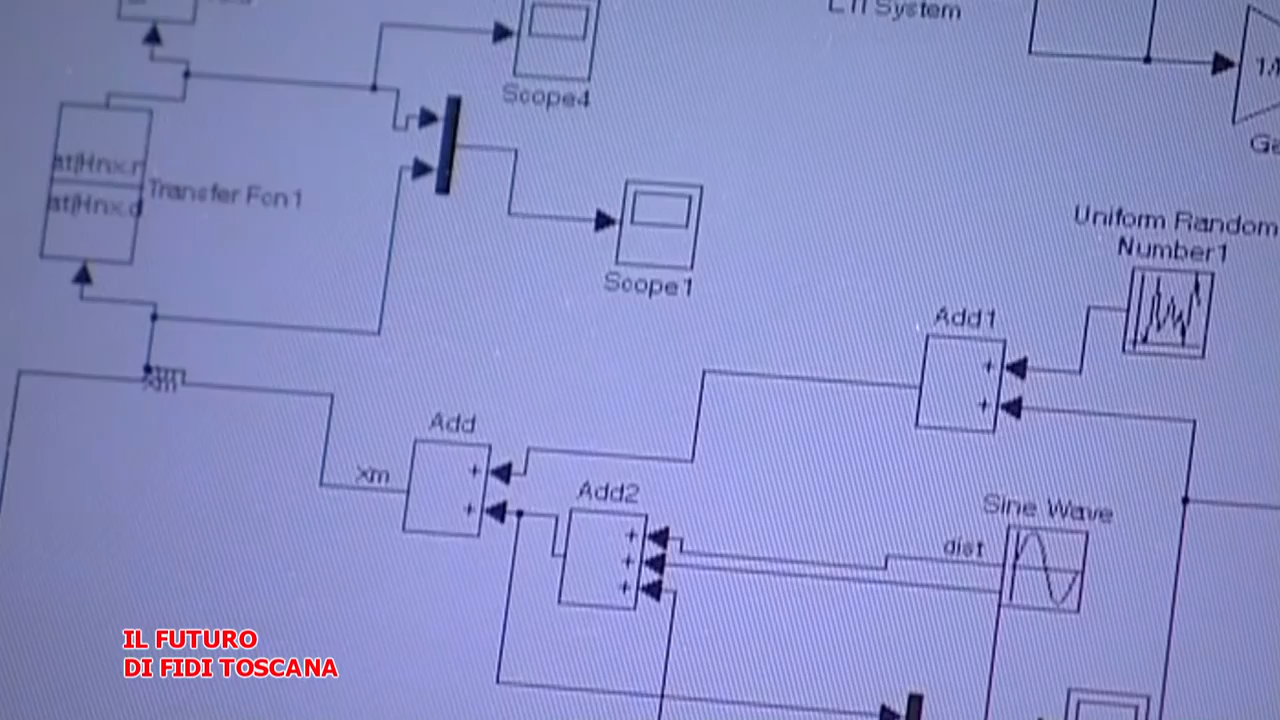 LTI System
Scope4
Transfer Fcn1
Scope1
Uniform Random
Number1
Add1
+
+
Add
xm
+
+
Add2
+
+
+
Sine Wave
dist
IL FUTURO
DI FIDI TOSCANA